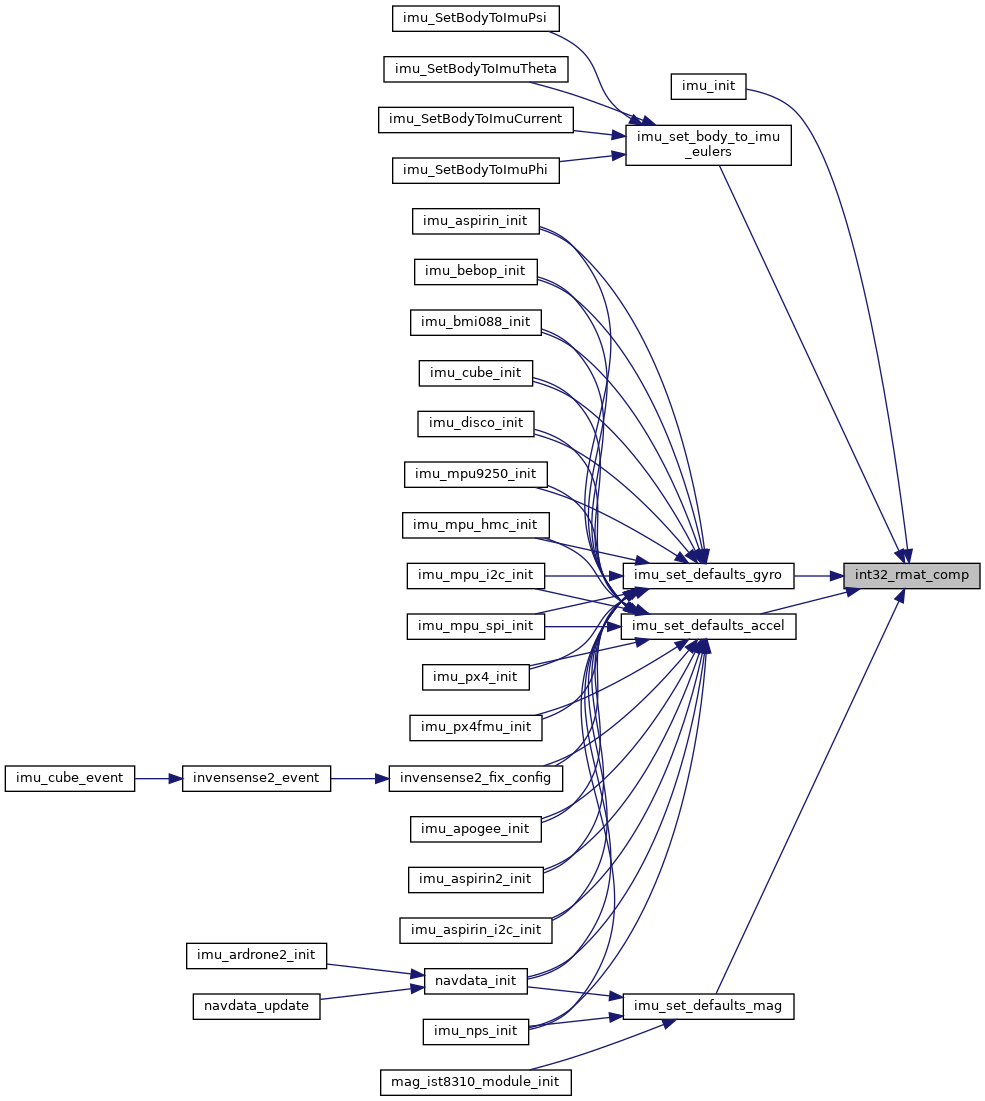 imu_SetBodyToImuPsi
imu_SetBodyToImuTheta
imu_init
imu_SetBodyToImuCurrent
imu_set_body_to_imu
_eulers
imu_SetBodyToImuPhi
imu_aspirin_init
imu_bebop_init
imu_bmi088_init
imu_cube_init
imu_disco_init
imu_mpu9250_init
imu_mpu_hmc_init
imu_mpu_i2c_init
imu_set_defaults_gyro
int32_rmat_comp
imu_mpu_spi_init
imu_set_defaults_accel
imu_px4_init
imu_px4fmu_init
imu_cube_event
invensense2_event
invensense2_fix_config
imu_apogee_init
imu_aspirin2_init
imu_aspirin_i2c_init
imu_ardrone2_init
navdata_init
navdata_update
imu_set_defaults_mag
imu_nps_init
mag_ist8310_module_init